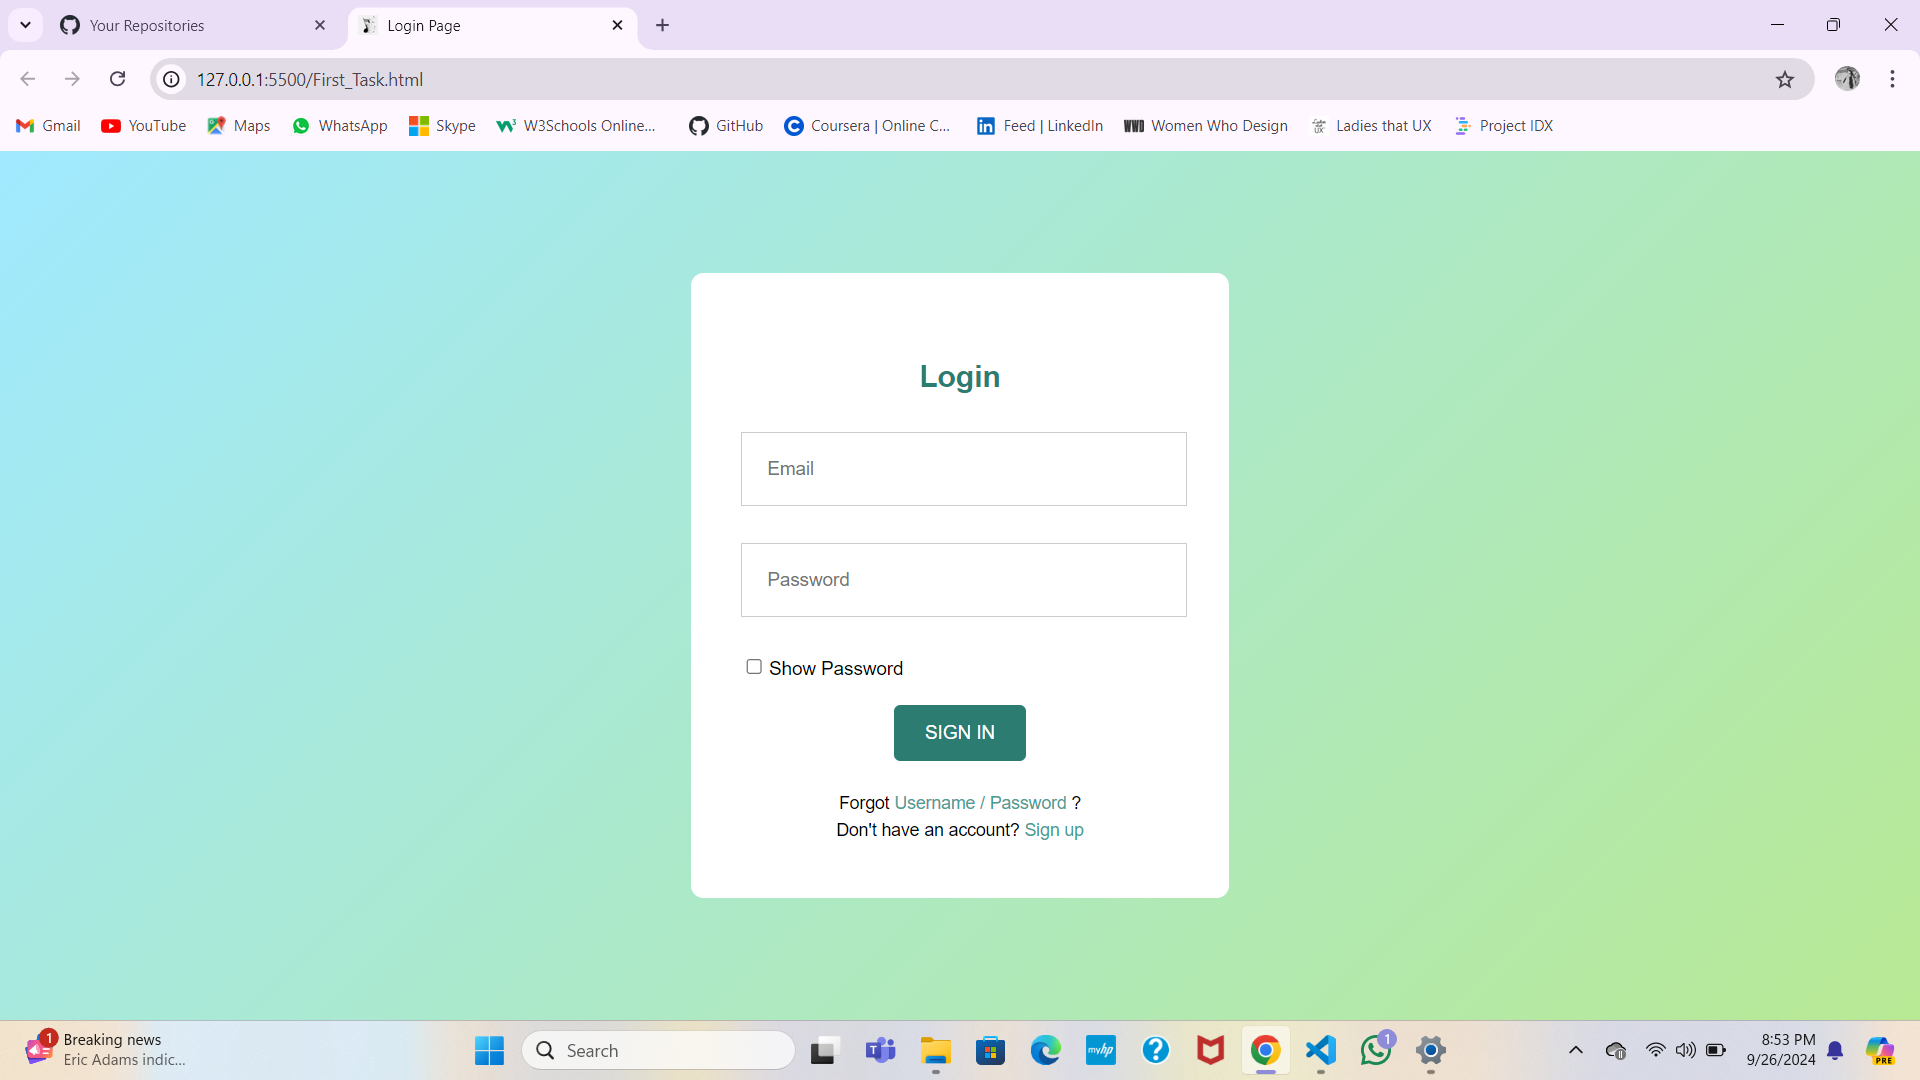 Your Repositories
Login Page
127.0.0.1:5500/First_Task.html
Gmail
YouTube
Maps
WhatsApp
Skype
W3Schools Online...
GitHub
Coursera | Online C...
Feed | LinkedIn
WWD Women Who Design
Ladies that UX
Project IDX
Login
Email
Password
Show Password
SIGN IN
Forgot Username / Password ?
Don't have an account? Sign up
1
Breaking news
Eric Adams indic...
Search
myhp
1
8:53 PM
9/26/2024
PRE